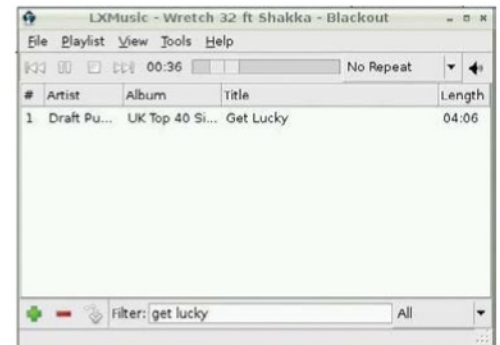 LXMusic - Wretch 32 ft Shakka - Blackout
File Playlist View Tools Help
00:36 No Repeat
# Artist Album Title Length
1 Draft Pu... UK Top 40 Si... Get Lucky 04:06
Filter: get lucky All